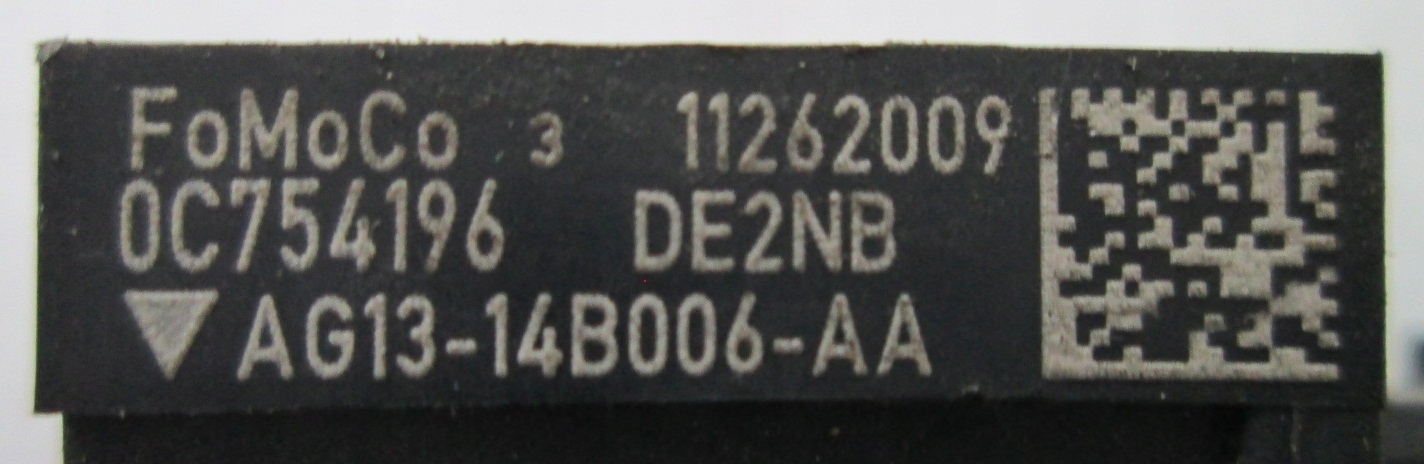 FoMoCo 3 11262009
0C754196 DE2NB
AG13-14B006-AA